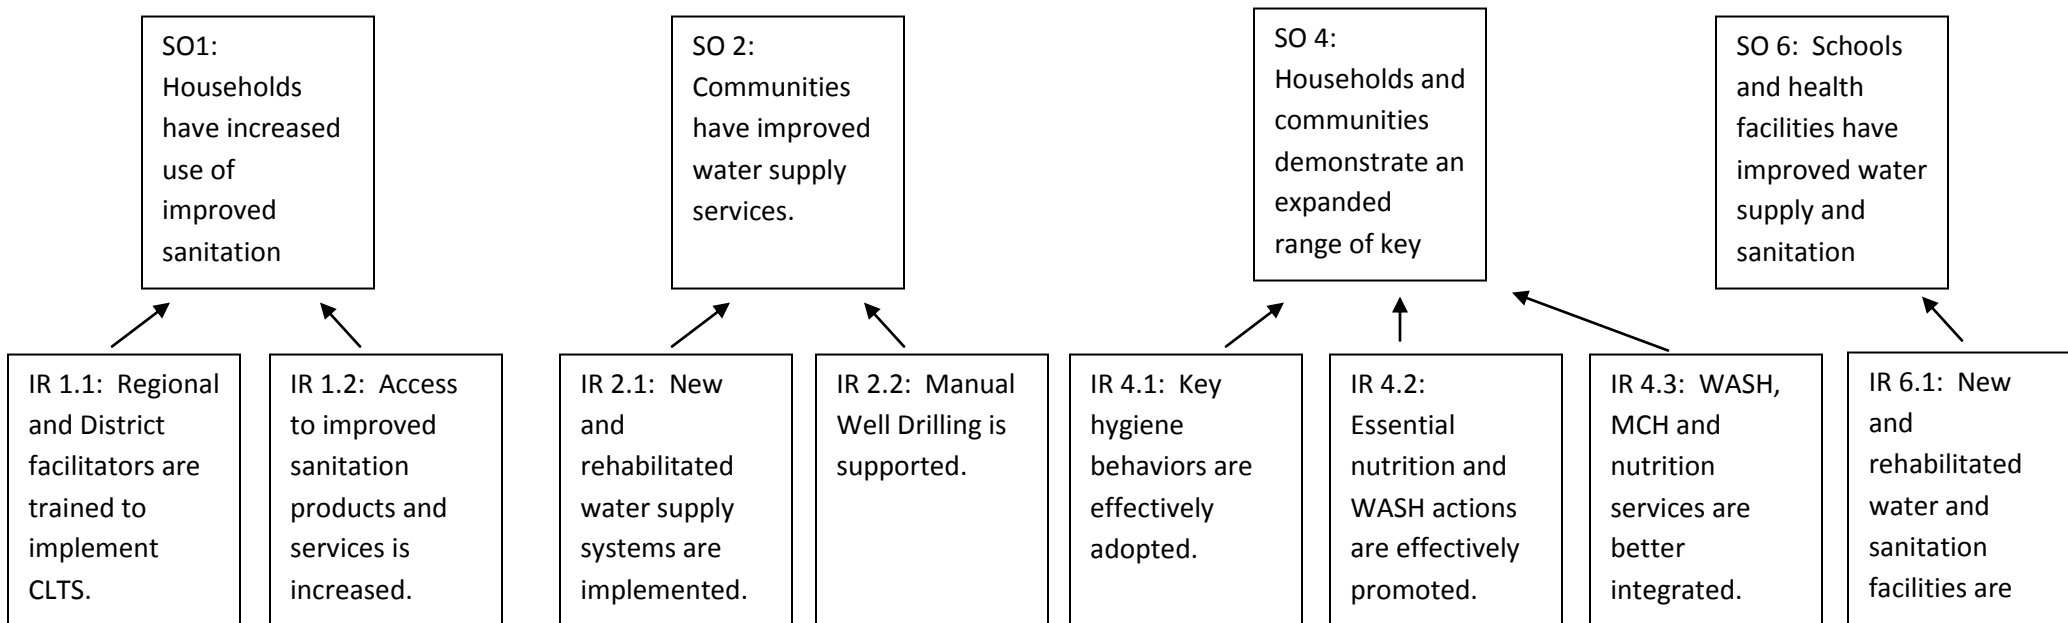 SO1:
Households
have increased
use of
improved
sanitation
SO 2:
Communities
have improved
water supply
services.
SO 4:
Households and
communities
demonstrate an
expanded
range of key
SO 6:  Schools
and health
facilities have
improved water
supply and
sanitation
IR 1.1:  Regional
and District
facilitators are
trained to
implement
CLTS.
IR 1.2:  Access
to improved
sanitation
products and
services is
increased.
IR 2.1:  New
and
rehabilitated
water supply
systems are
implemented.
IR 2.2:  Manual
Well Drilling is
supported.
IR 4.1:  Key
hygiene
behaviors are
effectively
adopted.
IR 4.2:
Essential
nutrition and
WASH actions
are effectively
promoted.
IR 4.3:  WASH,
MCH and
nutrition
services are
better
integrated.
IR 6.1:  New
and
rehabilitated
water and
sanitation
facilities are